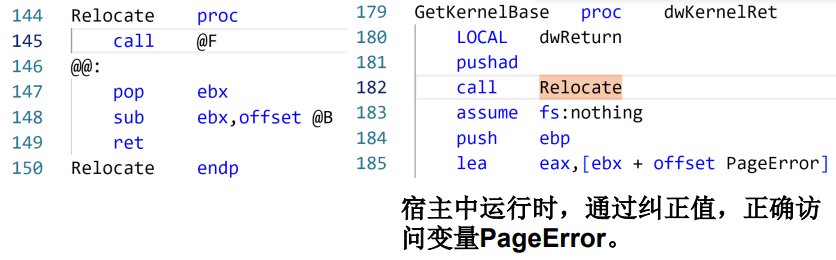 144 Relocate proc
145 call @F
146 @@:
147 pop ebx
148 sub ebx,offset @B
149 ret
150 Relocate endp
179 GetKernelBase proc dwKernelRet
180 LOCAL dwReturn
181 pushad
182 call Relocate
183 assume fs:nothing
184 push ebp
185 lea eax,[ebx + offset PageError]
宿主中运行时，通过纠正值，正确访
问变量PageError。